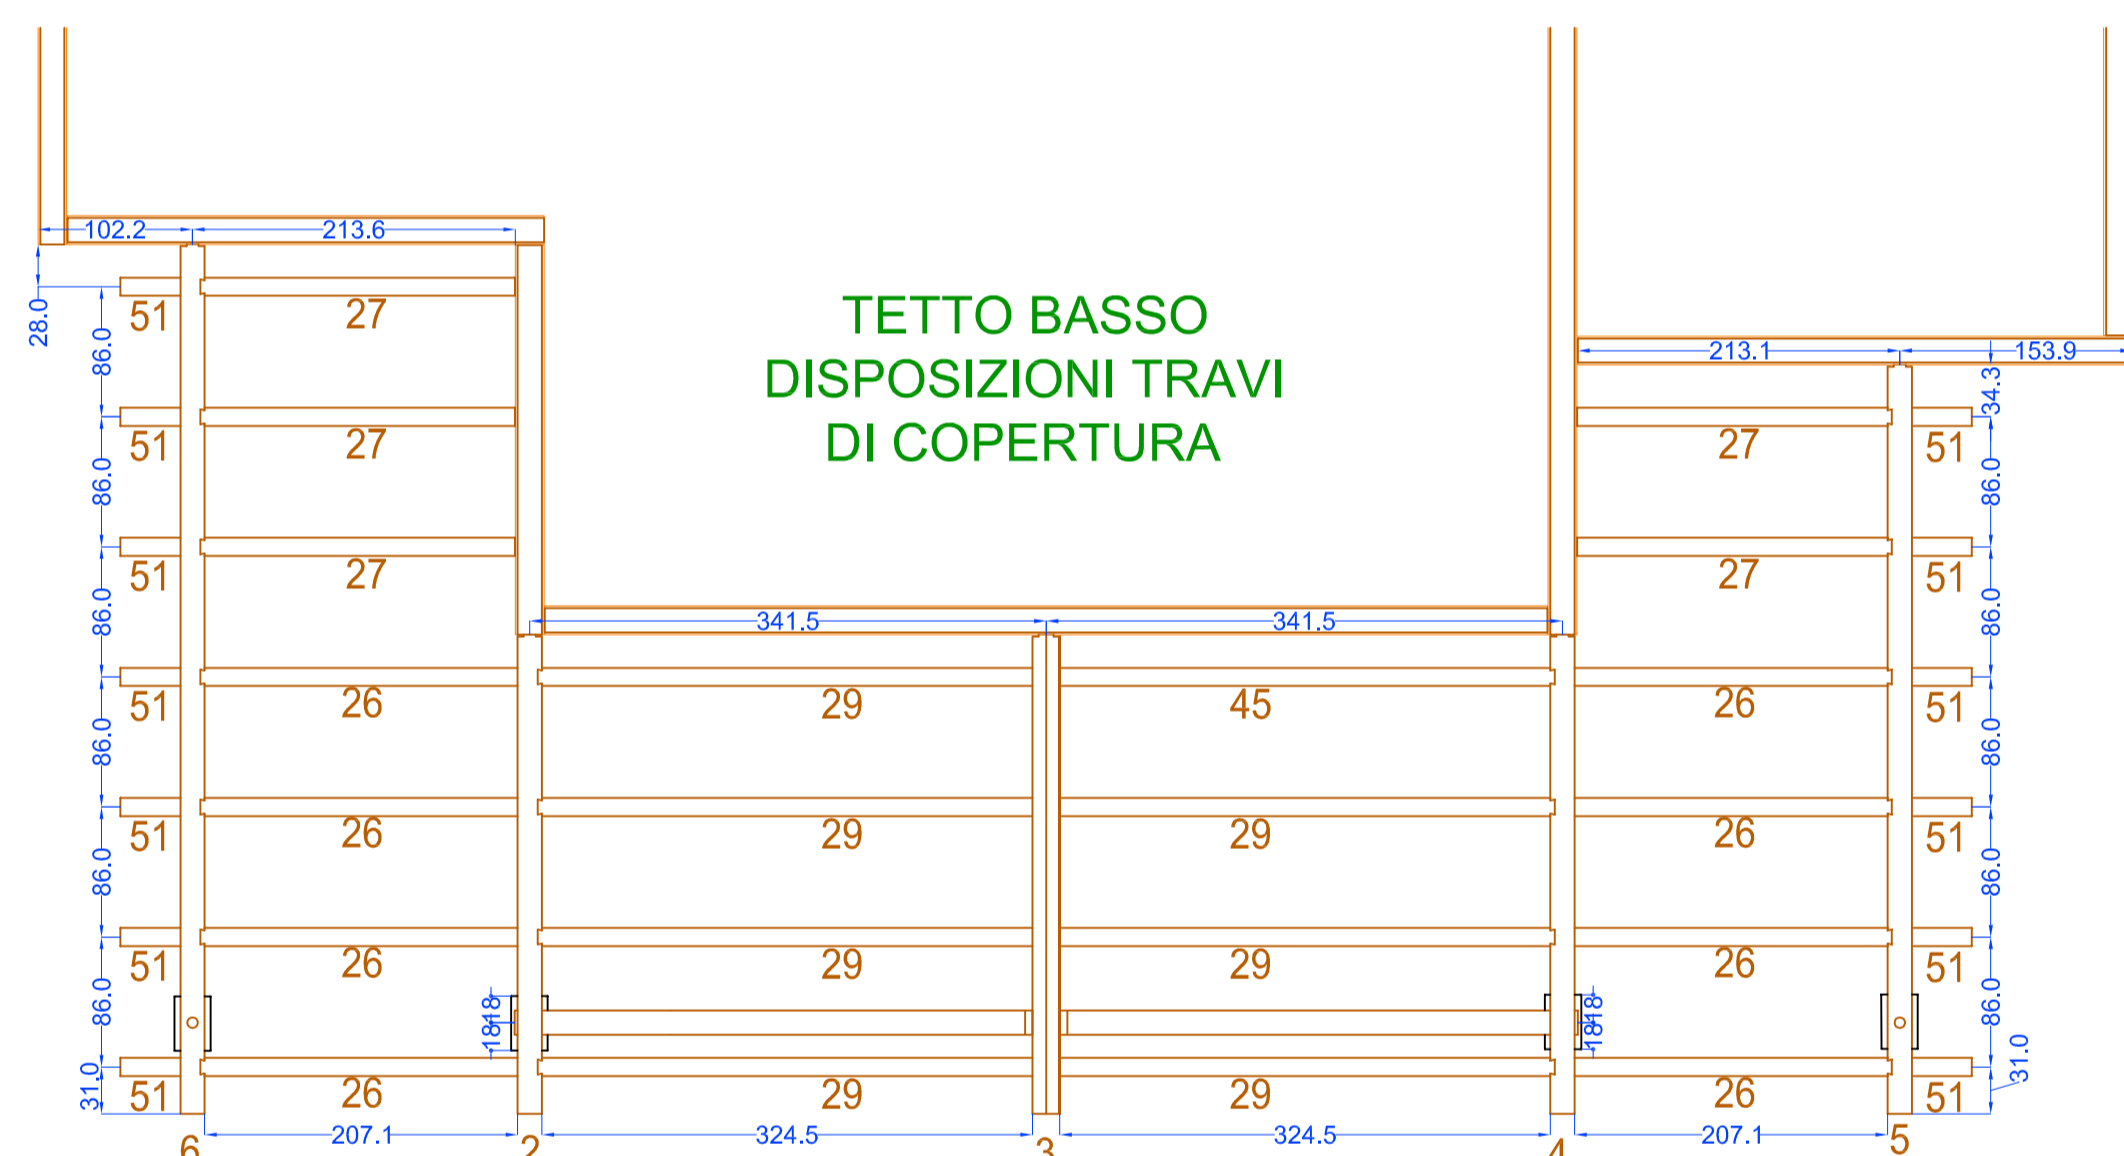 102.2 213.6
28.0
51 27
86.0
TETTO BASSO
DISPOSIZIONI TRAVI
DI COPERTURA
213.1 153.9
34.3
51 27 27 51
86.0 86.0
51 27 27 51
86.0 86.0
341.5 341.5
51 26 29 45 26 51
86.0 86.0
51 26 29 29 26 51
86.0 86.0
51 26 29 29 26 51
86.0 1818 1818 86.0
31.0 31.0
51 26 29 29 26 51
207.1 324.5 324.5 207.1
6 2 3 4 5